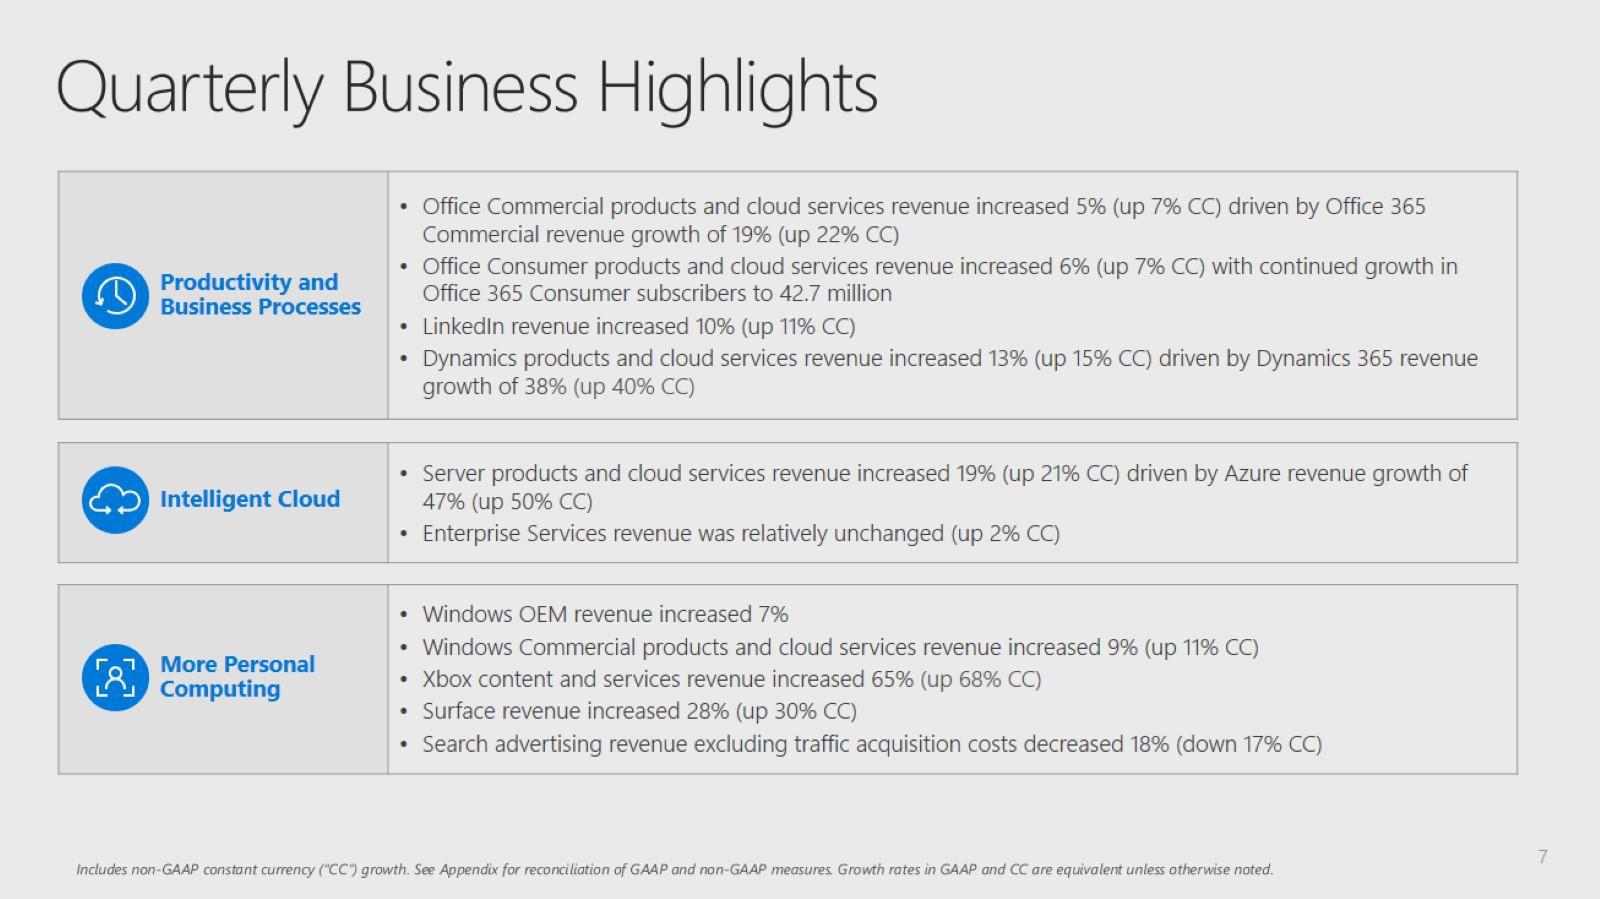 Quarterly Business Highlights
Productivity and
Business Processes
• Office Commercial products and cloud services revenue increased 5% (up 7% CC) driven by Office 365
Commercial revenue growth of 19% (up 22% CC)
• Office Consumer products and cloud services revenue increased 6% (up 7% CC) with continued growth in
Office 365 Consumer subscribers to 42.7 million
• LinkedIn revenue increased 10% (up 11% CC)
• Dynamics products and cloud services revenue increased 13% (up 15% CC) driven by Dynamics 365 revenue
growth of 38% (up 40% CC)
Intelligent Cloud
• Server products and cloud services revenue increased 19% (up 21% CC) driven by Azure revenue growth of
47% (up 50% CC)
• Enterprise Services revenue was relatively unchanged (up 2% CC)
More Personal
Computing
• Windows OEM revenue increased 7%
• Windows Commercial products and cloud services revenue increased 9% (up 11% CC)
• Xbox content and services revenue increased 65% (up 68% CC)
• Surface revenue increased 28% (up 30% CC)
• Search advertising revenue excluding traffic acquisition costs decreased 18% (down 17% CC)
Includes non-GAAP constant currency ("CC") growth. See Appendix for reconciliation of GAAP and non-GAAP measures. Growth rates in GAAP and CC are equivalent unless otherwise noted.
7